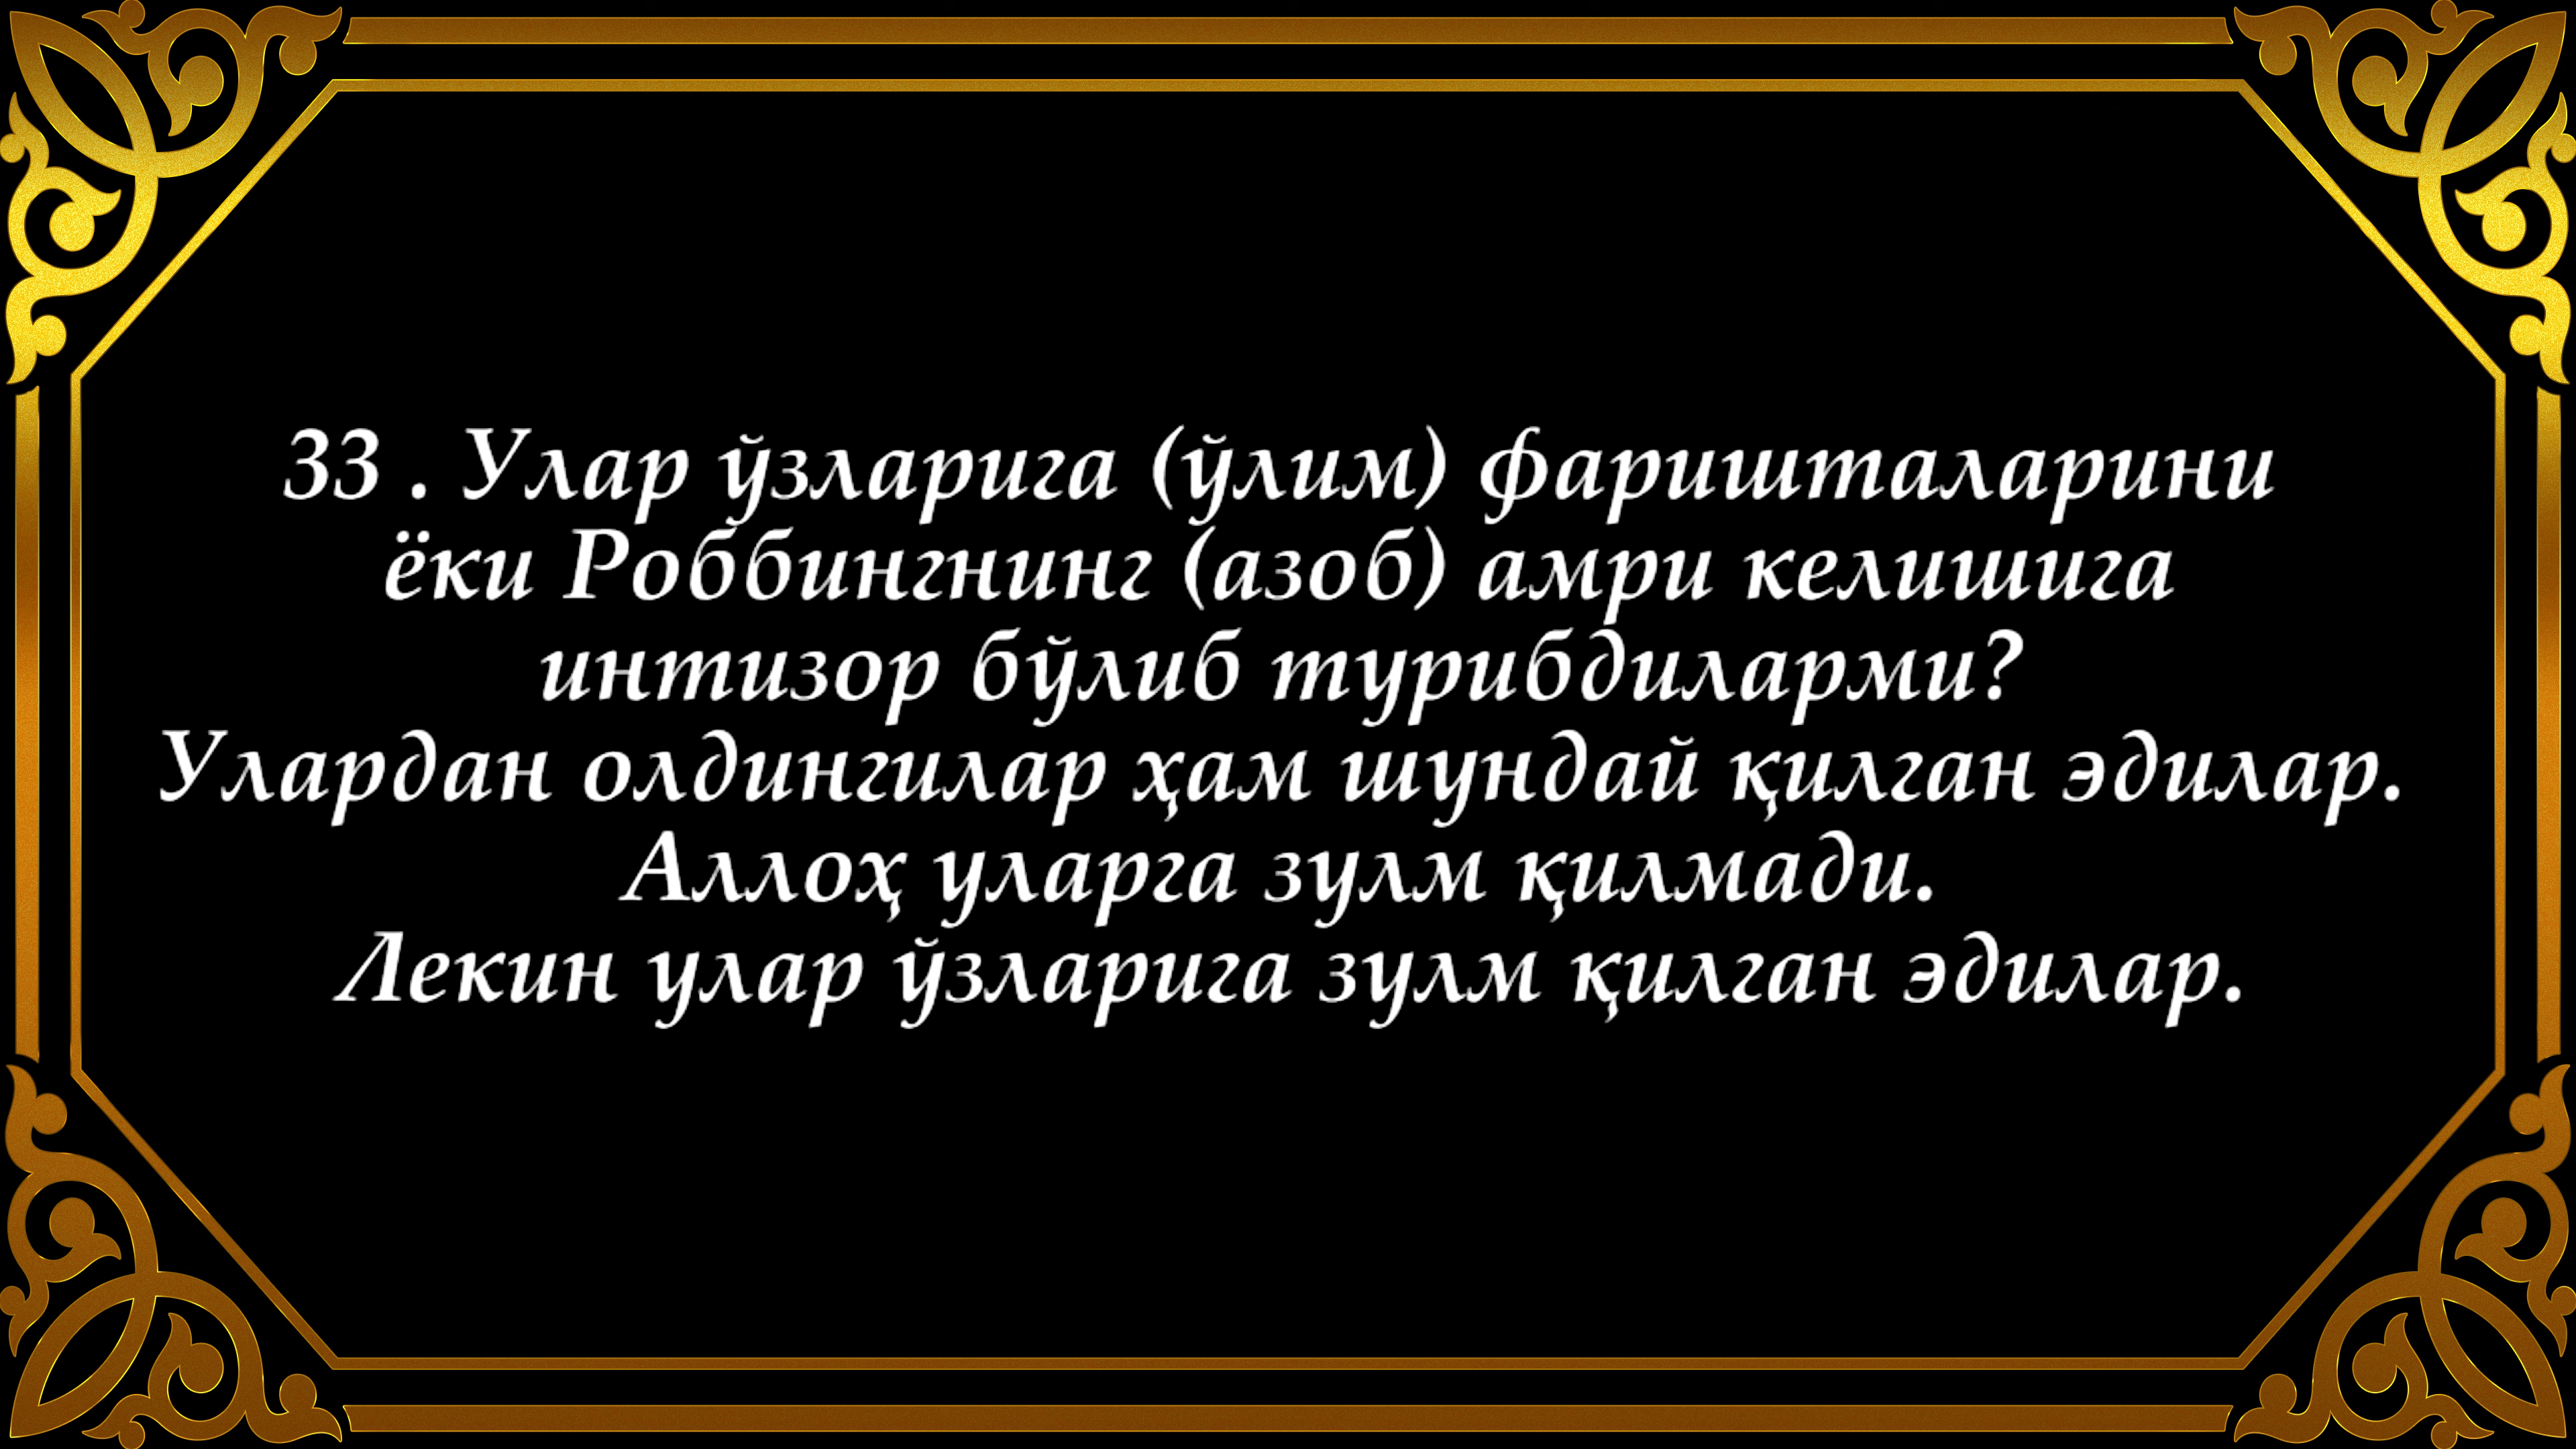 33 . Улар ўзларига (ўлим) фаришталарини
ёки Роббингнинг (азоб) амри келишига
интизор бўлиб турибдиларми?
Улардан олдингилар ҳам шундай қилган эдилар.
Аллоҳ уларга зулм қилмади.
Лекин улар ўзларига зулм қилган эдилар.